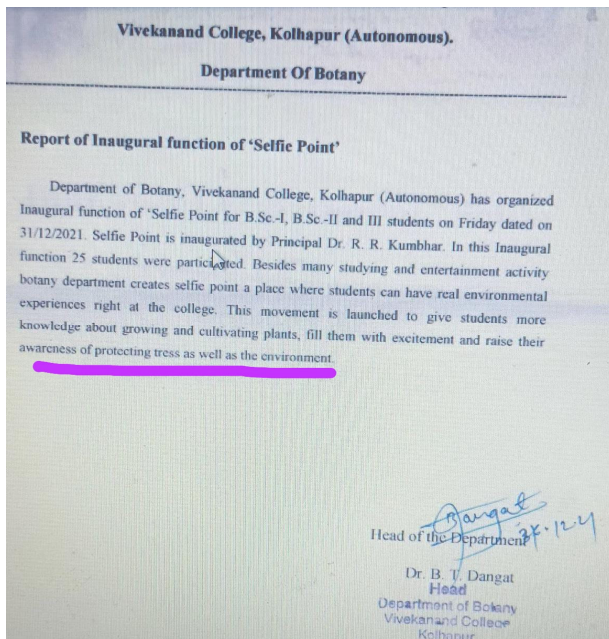 Vivekanand College, Kolhapur (Autonomous).
Department Of Botany
Report of Inaugural function of ‘Selfie Point’
Department of Botany, Vivekanand College, Kolhapur (Autonomous) has organized
Inaugural function of ‘Selfie Point for B.Sc.-I, B.Sc.-II and III students on Friday dated on
31/12/2021. Selfie Point is inaugurated by Principal Dr. R. R. Kumbhar. In this Inaugural
function 25 students were participated. Besides many studying and entertainment activity
botany department creates selfie point a place where students can have real environmental
experiences right at the college. This movement is launched to give students more
knowledge about growing and cultivating plants, fill them with excitement and raise their
awareness of protecting tress as well as the environment.
Dangat
Head of the Department
Dr. B. T. Dangat
Head
Department of Botany
Vivekanand College
Kolhapur